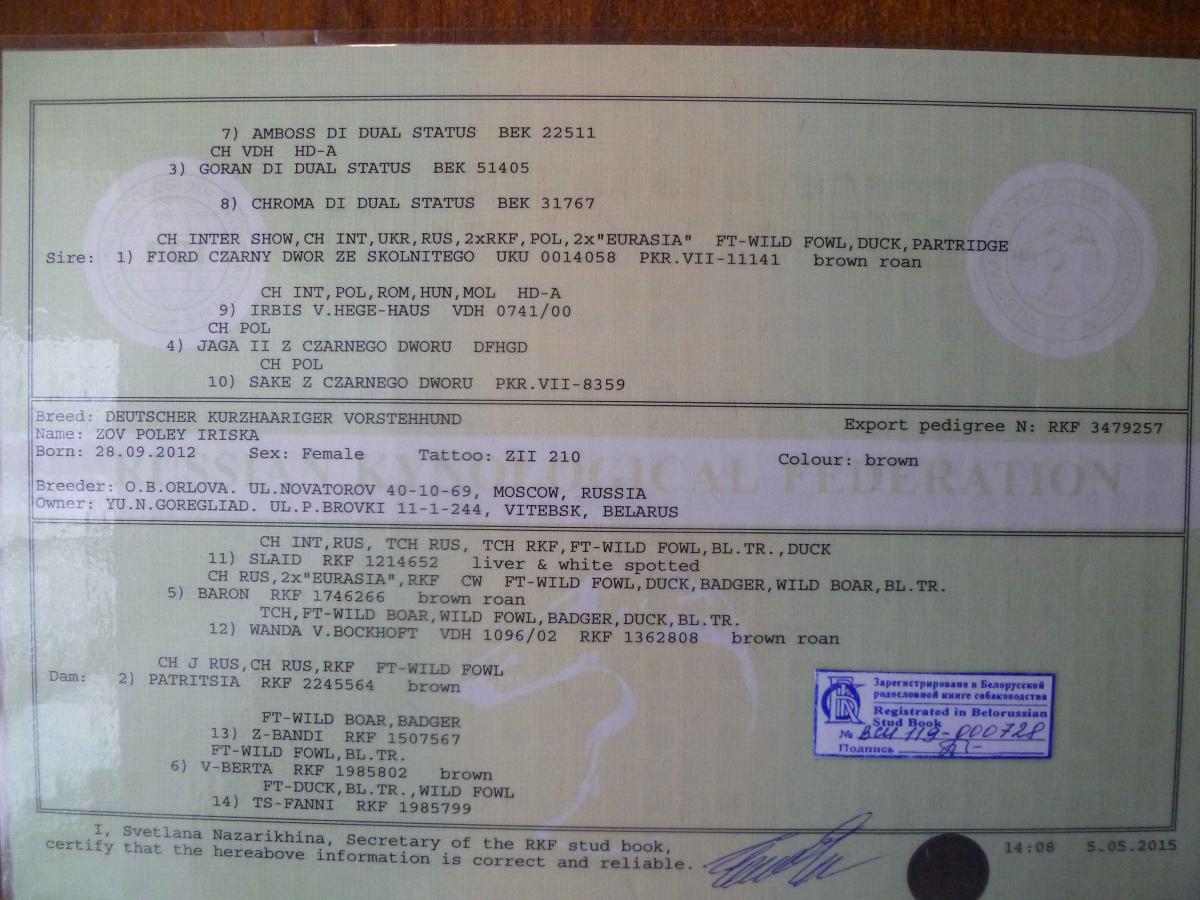 7) AMBOSS DI DUAL STATUS BEK 22511
CH VDH HD-A
3) GORAN DI DUAL STATUS BEK 51405
8) CHROMA DI DUAL STATUS BEK 31767
CH INTER SHOW,CH INT,UKR,RUS,2xRKF,POL,2x"EURASIA" FT-WILD FOWL,DUCK,PARTRIDGE
Sire: 1) FIORD CZARNY DWOR ZE SKOLNITEGO UKU 0014058 PKR.VII-11141 brown roan
CH INT,POL,ROM,HUN,MOL HD-A
9) IRBIS V.HEGE-HAUS VDH 0741/00
CH POL
4) JAGA II Z CZARNEGO DWORU DFHGD
CH POL
10) SAKE Z CZARNEGO DWORU PKR.VII-8359
Breed: DEUTSCHER KURZHAARIGER VORSTEHHUND
Export pedigree N: RKF 3479257
Name: ZOV POLEY IRISKA
Born: 28.09.2012 Sex: Female Tattoo: ZII 210 Colour: brown
RUSSIAN KYNOLOGICAL FEDERATION
Breeder: O.B.ORLOVA. UL.NOVATOROV 40-10-69, MOSCOW, RUSSIA
Owner: YU.N.GOREGLIAD. UL.P.BROVKI 11-1-244, VITEBSK, BELARUS
CH INT,RUS, TCH RUS, TCH RKF,FT-WILD FOWL,BL.TR.,DUCK
11) SLAID RKF 1214652 liver & white spotted
CH RUS,2x"EURASIA",RKF CW FT-WILD FOWL,DUCK,BADGER,WILD BOAR,BL.TR.
5) BARON RKF 1746266 brown roan
TCH,FT-WILD BOAR,WILD FOWL,BADGER,DUCK,BL.TR.
12) WANDA V.BOCKHOFT VDH 1096/02 RKF 1362808 brown roan
CH J RUS,CH RUS,RKF FT-WILD FOWL
Dam: 2) PATRITSIA RKF 2245564 brown
FT-WILD BOAR,BADGER
13) Z-BANDI RKF 1507567
FT-WILD FOWL,BL.TR.
6) V-BERTA RKF 1985802 brown
FT-DUCK,BL.TR.,WILD FOWL
14) TS-FANNI RKF 1985799
Зарегистрировано в Белорусской
родословной книге собаководства
Registrated in Belorussian
Stud Book
№ ВСИ 119-000728
Подпись
I, Svetlana Nazarikhina, Secretary of the RKF stud book,
certify that the hereabove information is correct and reliable.
14:08 5.05.2015